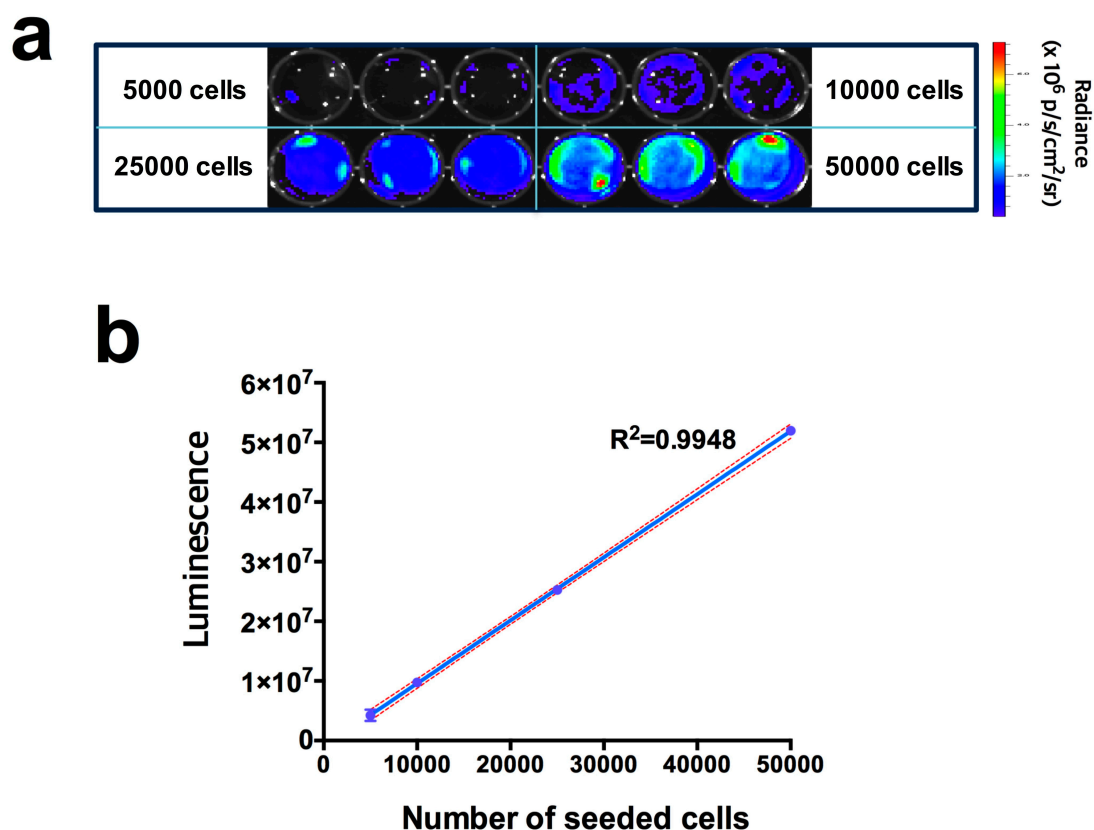 a
5000 cells
10000 cells
25000 cells
50000 cells
Radiance
(x 10⁶ p/s/cm²/sr)
b
6×10⁷
5×10⁷
4×10⁷
3×10⁷
2×10⁷
1×10⁷
0
R²=0.9948
Luminescence
0 10000 20000 30000 40000 50000
Number of seeded cells